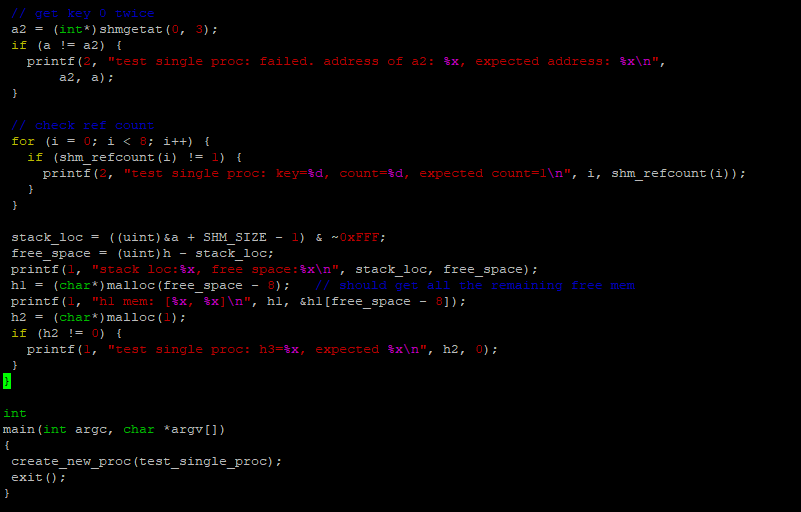 // get key 0 twice
a2 = (int*)shmgetat(0, 3);
if (a != a2) {
printf(2, "test single proc: failed. address of a2: %x, expected address: %x\n",
a2, a);
}
// check ref count
for (i = 0; i < 8; i++) {
if (shm_refcount(i) != 1) {
printf(2, "test single proc: key=%d, count=%d, expected count=1\n", i, shm_refcount(i));
}
}
stack_loc = ((uint)&a + SHM_SIZE - 1) & ~0xFFF;
free_space = (uint)h - stack_loc;
printf(1, "stack loc:%x, free space:%x\n", stack_loc, free_space);
h1 = (char*)malloc(free_space - 8);   // should get all the remaining free mem
printf(1, "h1 mem: [%x, %x]\n", h1, &h1[free_space - 8]);
h2 = (char*)malloc(1);
if (h2 != 0) {
printf(1, "test single proc: h3=%x, expected %x\n", h2, 0);
}
}
int
main(int argc, char *argv[])
{
create_new_proc(test_single_proc);
exit();
}